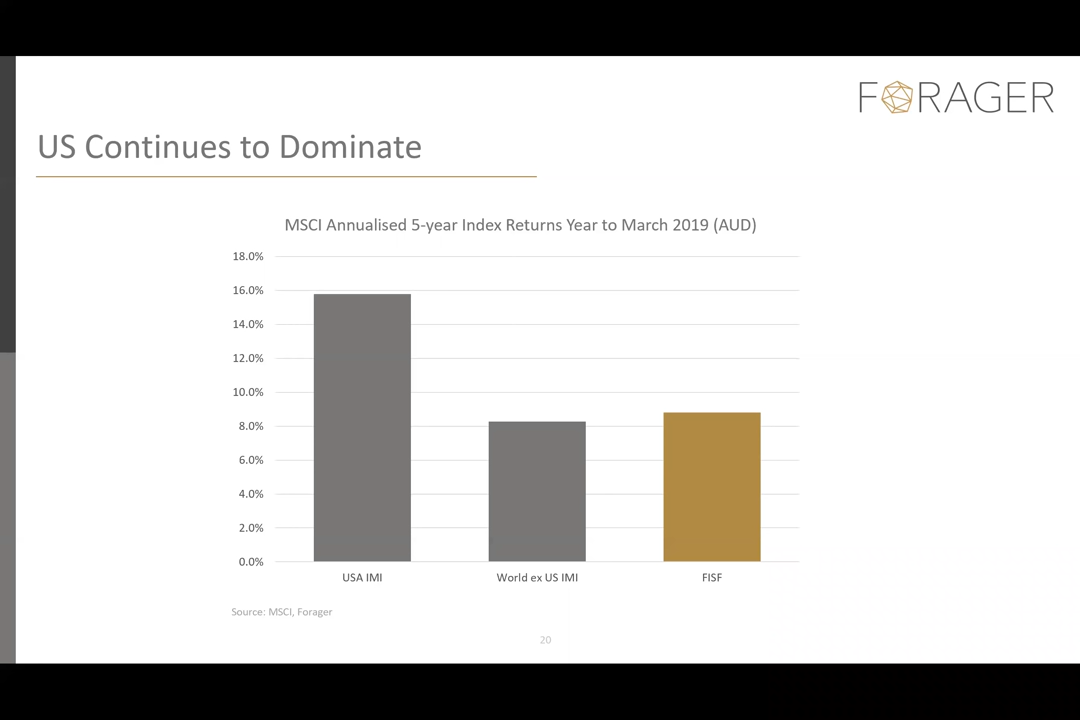 FORAGER
US Continues to Dominate
MSCI Annualised 5-year Index Returns Year to March 2019 (AUD)
18.0%
16.0%
14.0%
12.0%
10.0%
8.0%
6.0%
4.0%
2.0%
0.0%
USA IMI World ex US IMI FISF
Source: MSCI, Forager
20